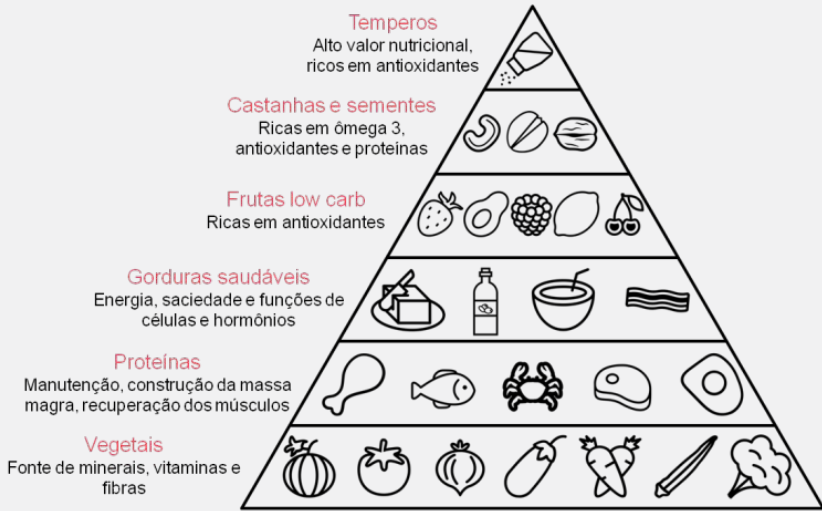 Temperos
Alto valor nutricional,
ricos em antioxidantes
Castanhas e sementes
Ricas em ômega 3,
antioxidantes e proteínas
Frutas low carb
Ricas em antioxidantes
Gorduras saudáveis
Energia, saciedade e funções de
células e hormônios
Proteínas
Manutenção, construção da massa
magra, recuperação dos músculos
Vegetais
Fonte de minerais, vitaminas e
fibras